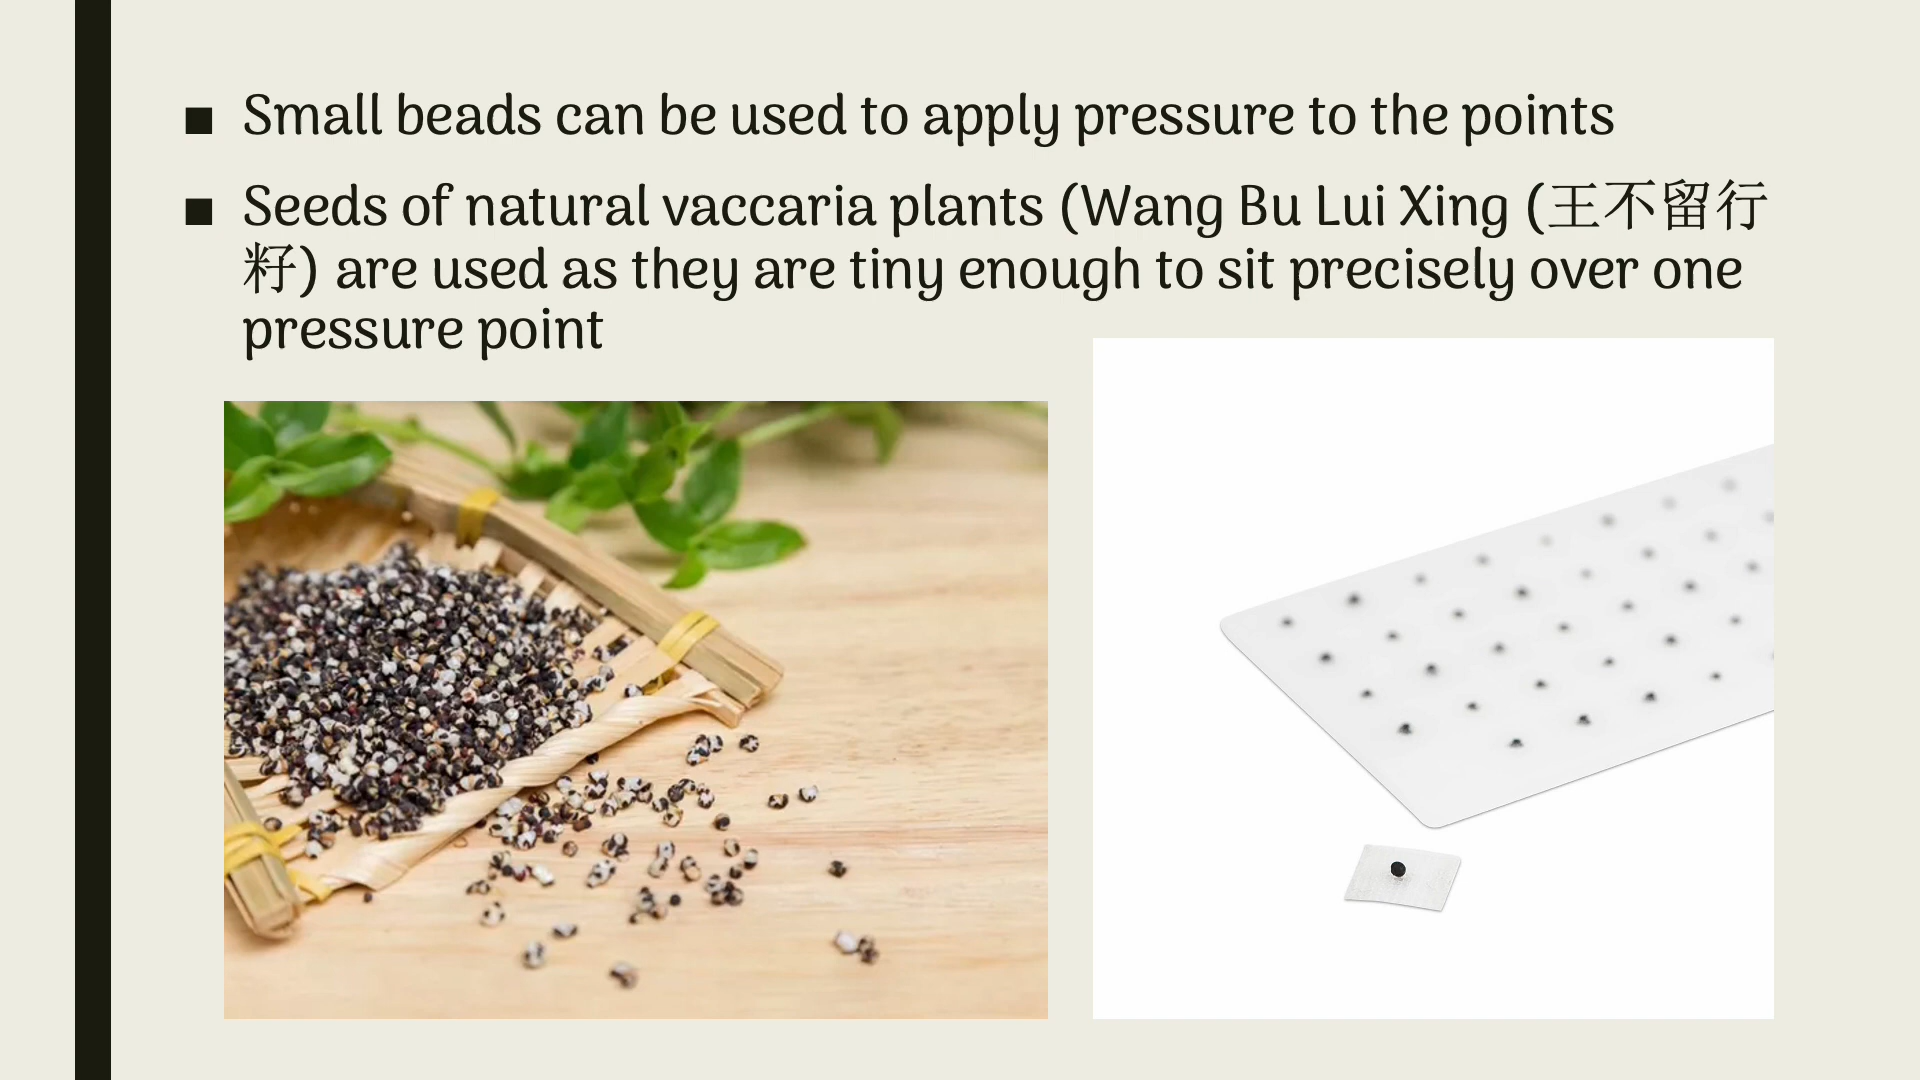 ■ Small beads can be used to apply pressure to the points
■ Seeds of natural vaccaria plants (Wang Bu Lui Xing (王不留行
籽) are used as they are tiny enough to sit precisely over one
pressure point